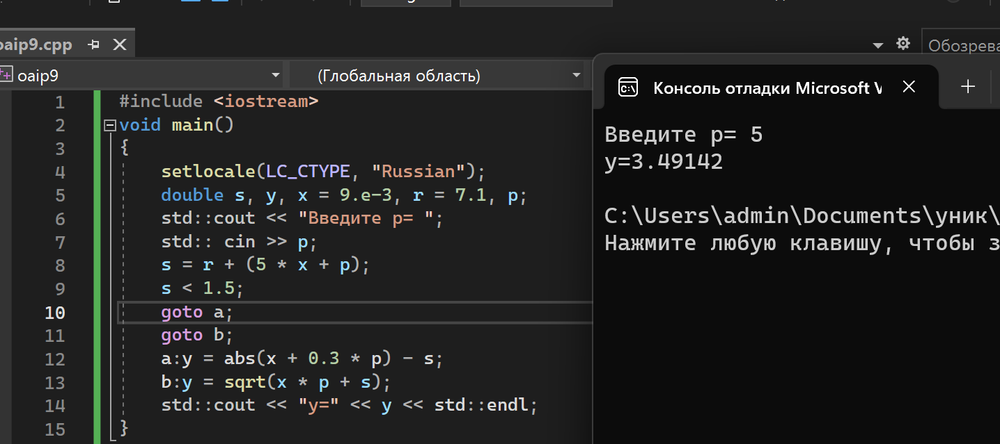 oaip9.cpp
Обозрева
oaip9 (Глобальная область)
Консоль отладки Microsoft V
1 #include <iostream>
2 void main()
3 {
4 setlocale(LC_CTYPE, "Russian");
5 double s, y, x = 9.e-3, r = 7.1, p;
6 std::cout << "Введите p= ";
7 std:: cin >> p;
8 s = r + (5 * x + p);
9 s < 1.5;
10 goto a;
11 goto b;
12 a:y = abs(x + 0.3 * p) - s;
13 b:y = sqrt(x * p + s);
14 std::cout << "y=" << y << std::endl;
15 }
Введите p= 5
y=3.49142
C:\Users\admin\Documents\уник\
Нажмите любую клавишу, чтобы з